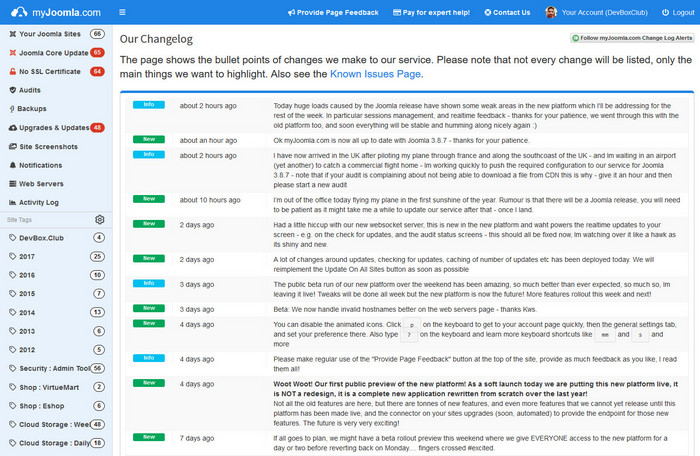 myJoomla.com
Provide Page Feedback
Pay for expert help!
Contact Us
Your Account (DevBoxClub)
Logout
Your Joomla Sites 66
Joomla Core Update 65
No SSL Certificate 64
Audits
Backups
Upgrades & Updates 48
Site Screenshots
Notifications
Web Servers
Activity Log
Site Tags
DevBox.Club 4
2017 25
2016 10
2015 7
2014 13
2013 6
2012 5
Security : Admin Tool 56
Shop : VirtueMart 2
Shop : Eshop 6
Cloud Storage : Weel 48
Cloud Storage : Daily 18
Our Changelog
Follow myJoomla.com Change Log Alerts
The page shows the bullet points of changes we make to our service. Please note that not every change will be listed, only the
main things we want to highlight. Also see the Known Issues Page.
Info about 2 hours ago Today huge loads caused by the Joomla release have shown some weak areas in the new platform which I'll be addressing for the
rest of the week. In particular sessions management, and realtime feedback - thanks for your patience, we went through this with the
old platform too, and soon everything will be stable and humming along nicely again :)
New about an hour ago Ok myJoomla.com is now all up to date with Joomla 3.8.7 - thanks for your patience.
Info about 2 hours ago I have now arrived in the UK after piloting my plane through france and along the southcoast of the UK - and Im waiting in an airport
(yet another) to catch a commercial flight home - Im working quickly to push the required configuration to our service for Joomla
3.8.7 - note that if your audit is complaining about not being able to download a file from CDN this is why - give it an hour and then
please start a new audit
New about 10 hours ago I'm out of the office today flying my plane in the first sunshine of the year. Rumour is that there will be a Joomla release, you will need
to be patient as it might take me a while to update our service after that - once I land.
New 2 days ago Had a little hiccup with our new websocket server, this is new in the new platform and waht powers the realtime updates to your
screen - e.g. on the check for updates, and the audit status screens - this should all be fixed now, Im watching over it like a hawk as
its shiny and new.
New 2 days ago A lot of changes around updates, checking for updates, caching of number of updates etc has been deployed today. We will
reimplement the Update On All Sites button as soon as possible
Info 3 days ago The public beta run of our new platform over the weekend has been amazing, so much better than ever expected, so much so, Im
leaving it live! Tweaks will be done all week but the new platform is now the future! More features rollout this week and next!
New 3 days ago Beta: We now handle invalid hostnames better on the web servers page - thanks Kws.
New 4 days ago You can disable the animated icons. Click p on the keyboard to get to your account page quickly, then the general settings tab,
and set your preference there. Also type ? on the keyboard and learn more keyboard shortcuts like mm and s and
more
Info 4 days ago Please make regular use of the "Provide Page Feedback" button at the top of the site, provide as much feedback as you like, I read
them all!
New 4 days ago Woot Woot! Our first public preview of the new platform! As a soft launch today we are putting this new platform live, it
is NOT a redesign, it is a complete new application rewritten from scratch over the last year!
Not all the old features are here, but there are tonnes of new features, and even more features that we cannot yet release until this
platform has been made live, and the connector on your sites upgrades (soon, automated) to provide the endpoint for those new
features. The future is very very exciting!
New 7 days ago If all goes to plan, we might have a beta rollout preview this weekend where we give EVERYONE access to the new platform for a
day or two before reverting back on Monday.... fingers crossed #excited.